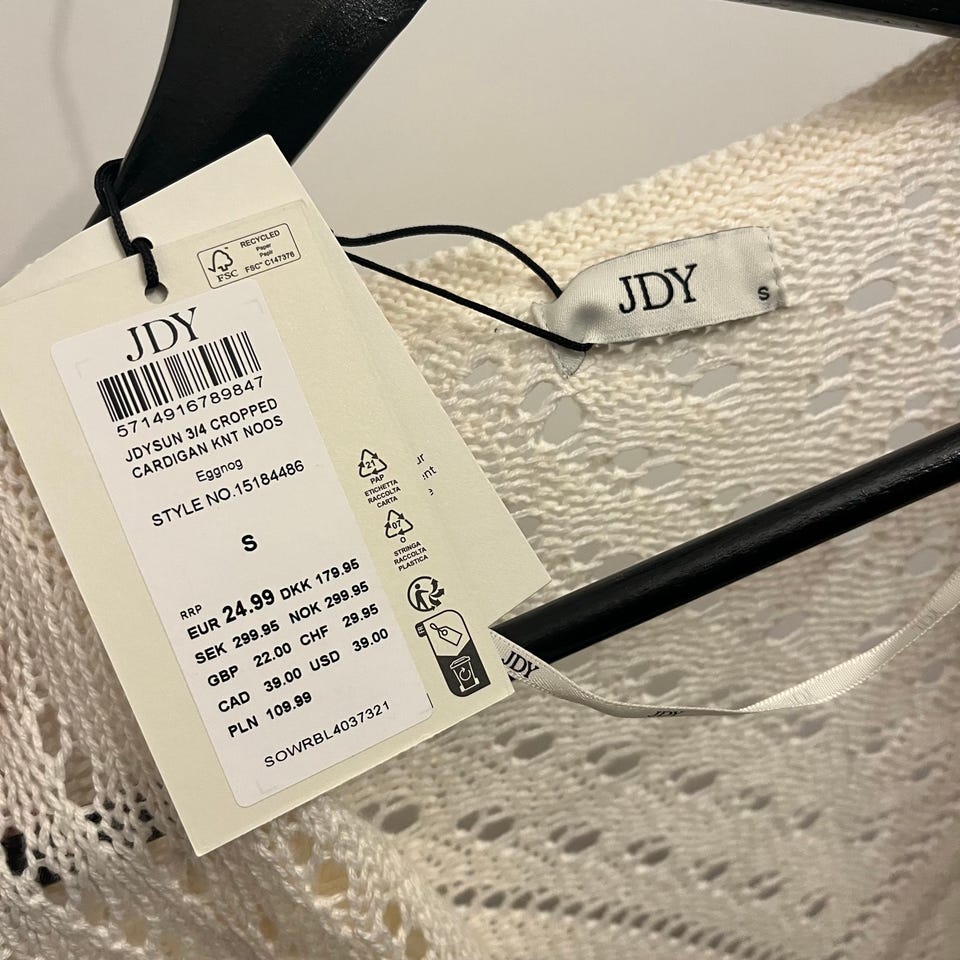 RECYCLED
Paper
Papir
FSC
FSC™ C147376
JDY
5714916789847
JDYSUN 3/4 CROPPED
CARDIGAN KNT NOOS
Eggnog
STYLE NO.15184486
S
RRP
EUR 24.99 DKK 179.95
SEK 299.95 NOK 299.95
GBP 22.00 CHF 29.95
CAD 39.00 USD 39.00
PLN 109.99
SOWRBL4037321
21
PAP
ETICHETTA
RACCOLTA
CARTA
07
O
STRINGA
RACCOLTA
PLASTICA
JDY
S
JDY
JDY